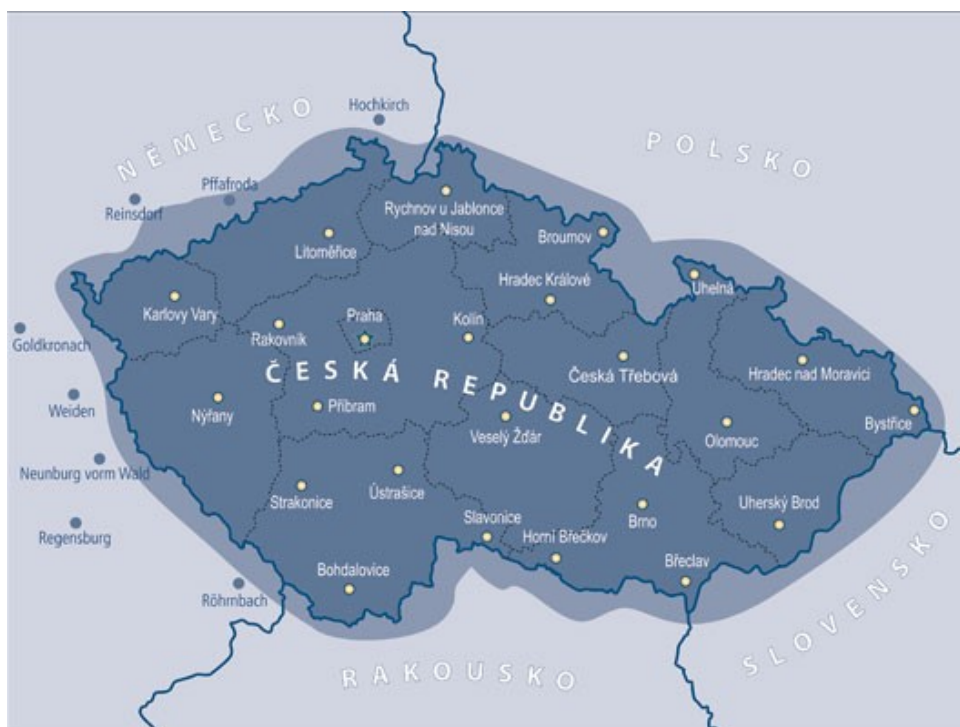 Hochkirch
NĚMECKO
POLSKO
Pffafroda
Reinsdorf
Rychnov u Jablonce
nad Nisou
Broumov
Litoměřice
Hradec Králové
Uhelná
Karlovy Vary
Praha
Kolín
Rakovník
Goldkronach
ČESKÁ REPUBLIKA
Česká Třebová
Hradec nad Moravicí
Weiden
Nýřany
Příbram
Veselý Žďár
Olomouc
Bystřice
Neunburg vorm Wald
Strakonice
Ústrašice
Uherský Brod
Brno
Slavonice
Regensburg
Horní Břečkov
Břeclav
Bohdalovice
Röhrnbach
SLOVENSKO
RAKOUSKO